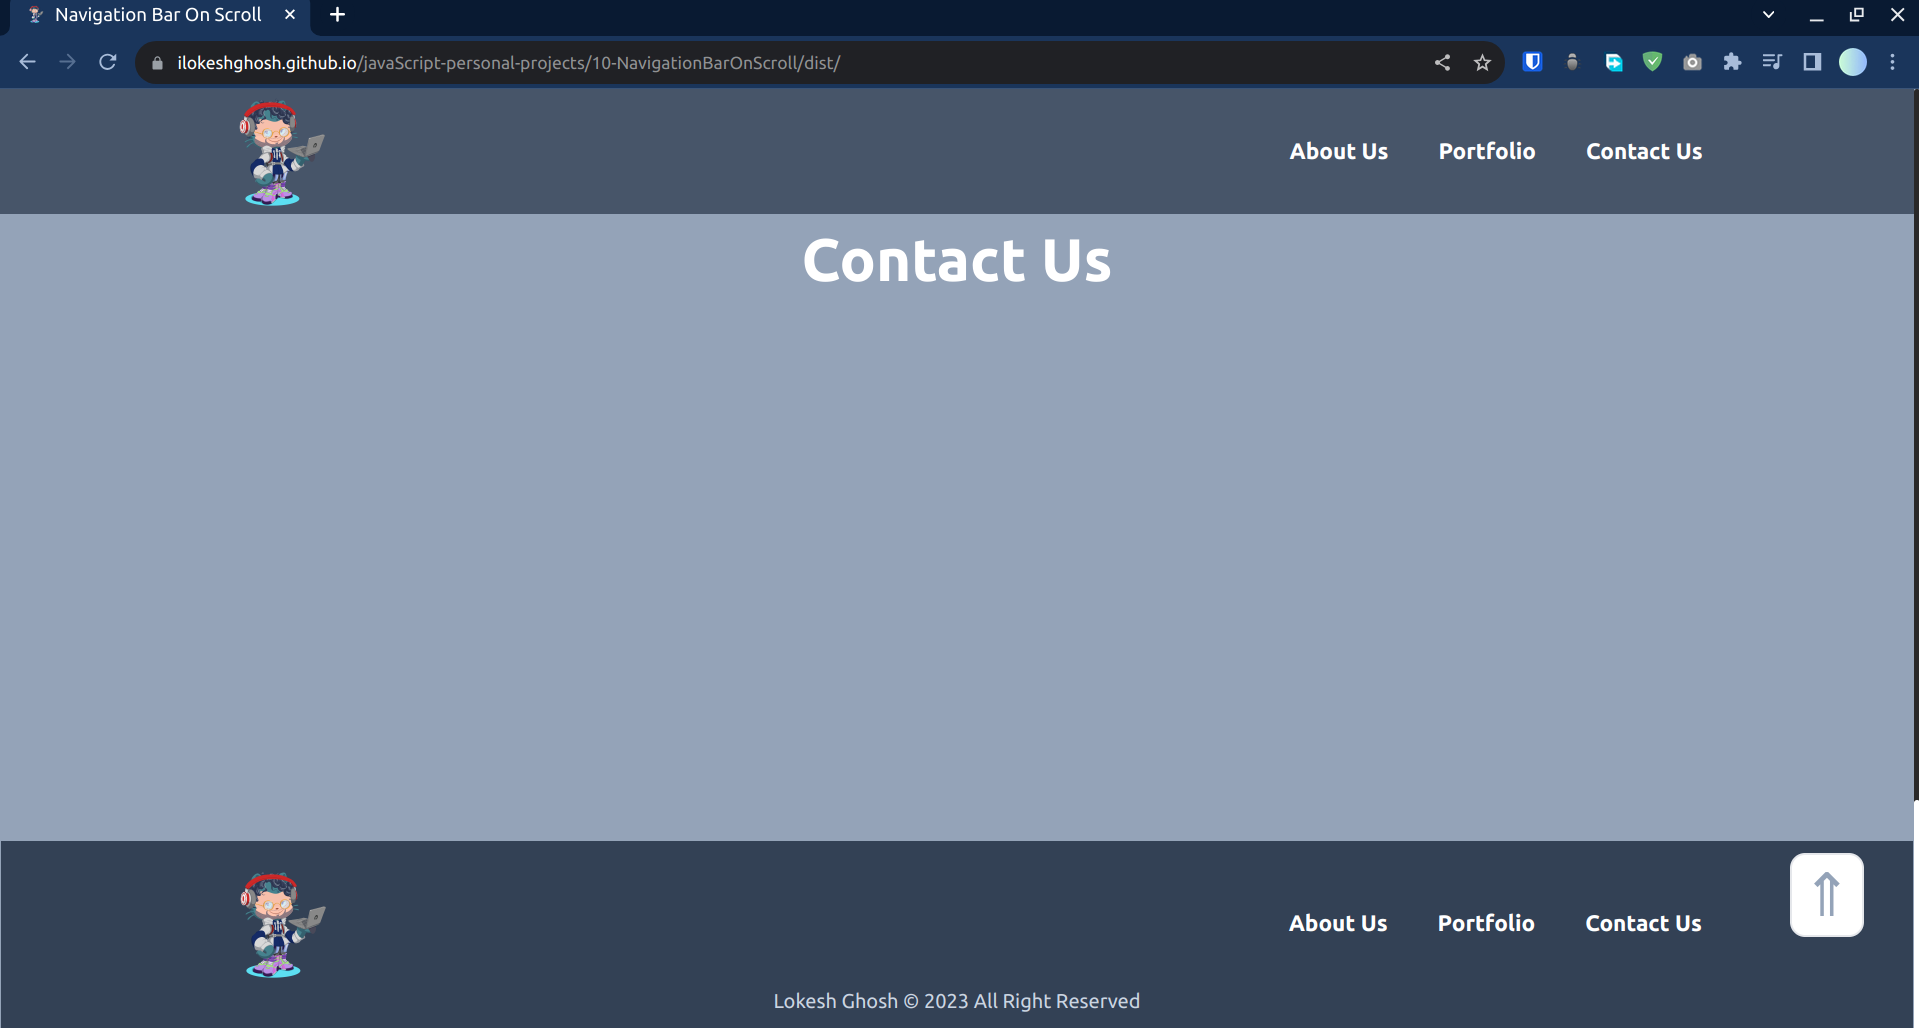 Navigation Bar On Scroll
ilokeshghosh.github.io/javaScript-personal-projects/10-NavigationBarOnScroll/dist/
About Us Portfolio Contact Us
Contact Us
About Us Portfolio Contact Us
Lokesh Ghosh © 2023 All Right Reserved